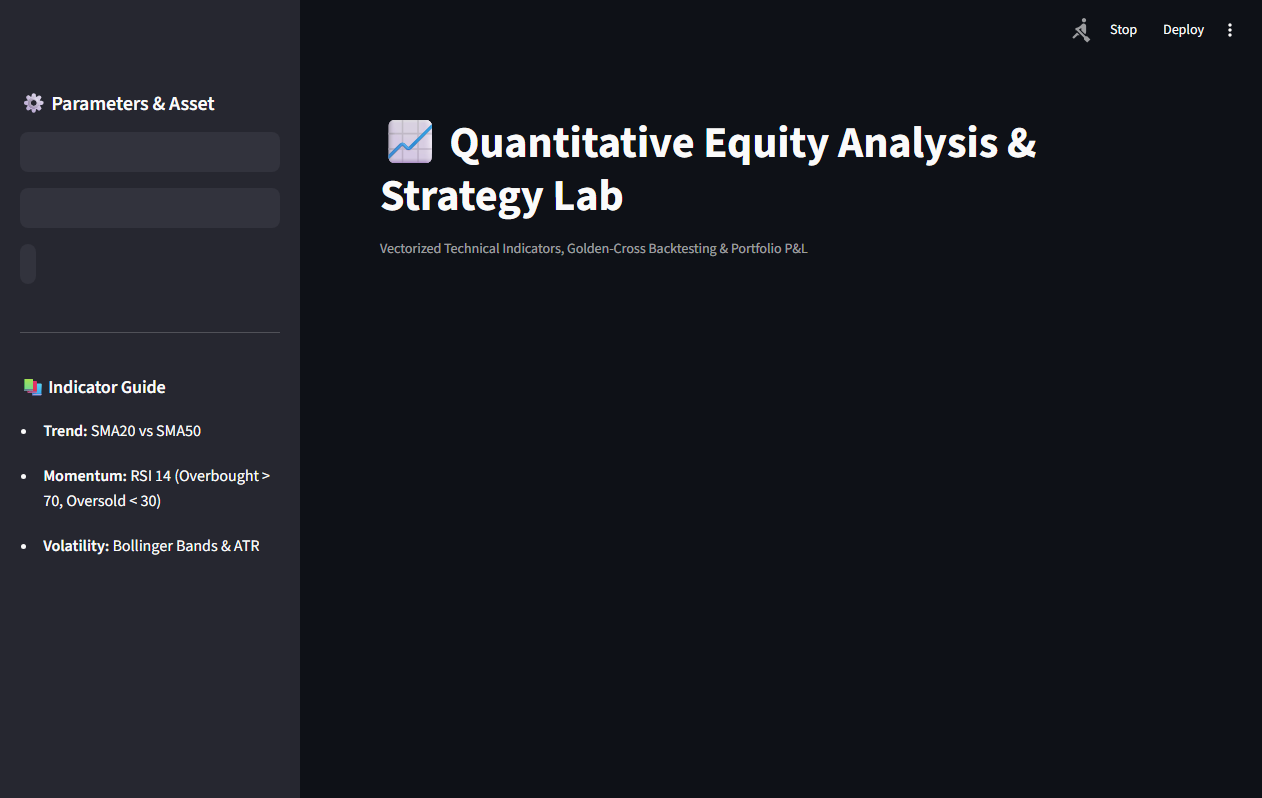 Stop
Deploy
Parameters & Asset
Indicator Guide
Trend: SMA20 vs SMA50
Momentum: RSI 14 (Overbought >
70, Oversold < 30)
Volatility: Bollinger Bands & ATR
Quantitative Equity Analysis &
Strategy Lab
Vectorized Technical Indicators, Golden-Cross Backtesting & Portfolio P&L